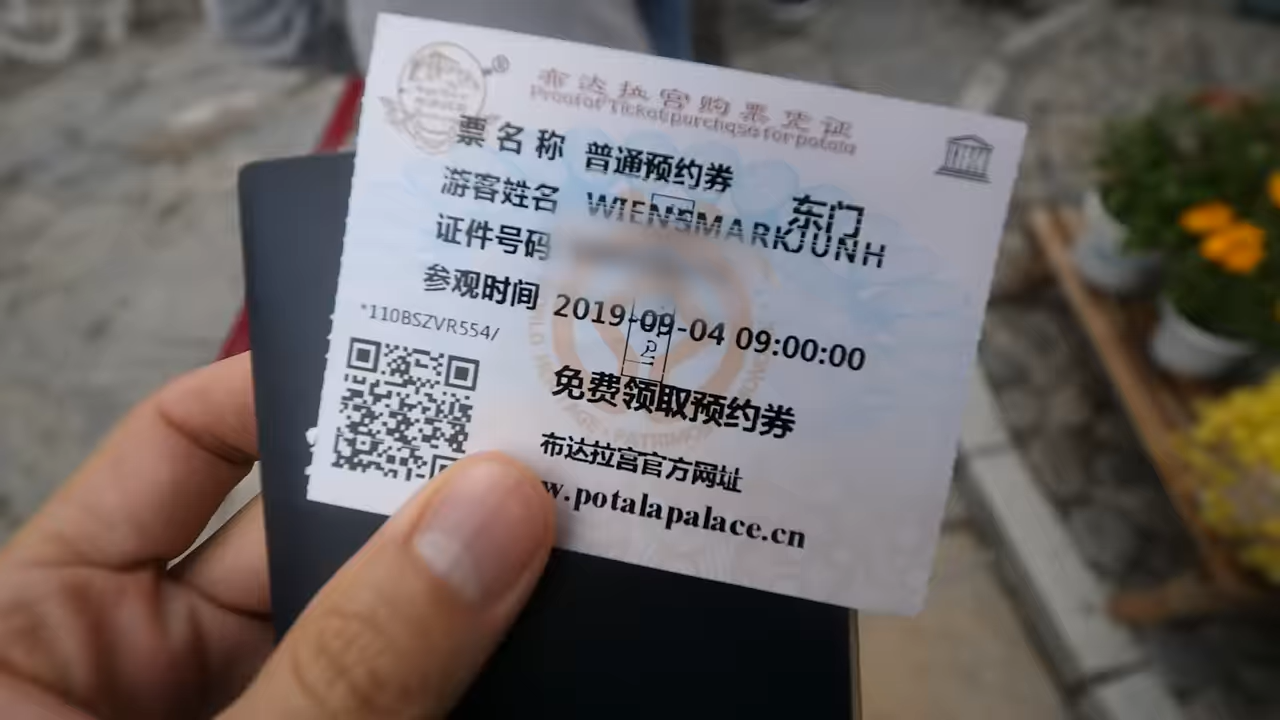 布达拉宫购票凭证
Proof of Ticket purchase for potala
票名称 普通预约券
东门
游客姓名 WIENSMARKJUNH
证件号码
参观时间 2019-09-04 09:00:00
*110BSZVR554/
免费领取预约券
布达拉宫官方网址
w.potalapalace.cn